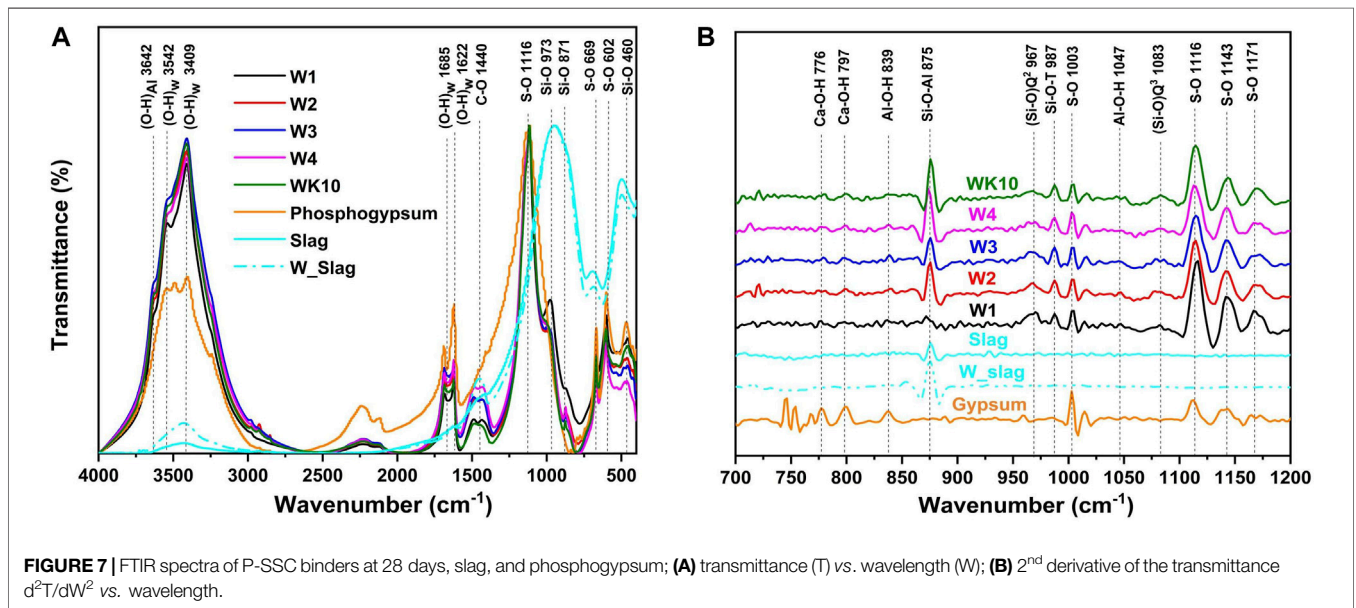 A
(O-H)Al 3642
(O-H)w 3542
(O-H)w 3409
(O-H)w 1685
(O-H)w 1622
C-O 1440
S-O 1116
Si-O 973
Si-O 871
S-O 669
S-O 602
Si-O 460
W1
W2
W3
W4
WK10
Phosphogypsum
Slag
W_Slag
Transmittance (%)
4000 3500 3000 2500 2000 1500 1000 500
Wavenumber (cm-1)
B
Ca-O-H 776
Ca-O-H 797
Al-O-H 839
Si-O-Al 875
(Si-O)Q² 967
Si-O-T 987
S-O 1003
Al-O-H 1047
(Si-O)Q³ 1083
S-O 1116
S-O 1143
S-O 1171
WK10
W4
W3
W2
W1
Slag
W_slag
Gypsum
Transmittance (%)
700 750 800 850 900 950 1000 1050 1100 1150 1200
Wavenumber (cm-1)
FIGURE 7 | FTIR spectra of P-SSC binders at 28 days, slag, and phosphogypsum; (A) transmittance (T) vs. wavelength (W); (B) 2nd derivative of the transmittance
d²T/dW² vs. wavelength.